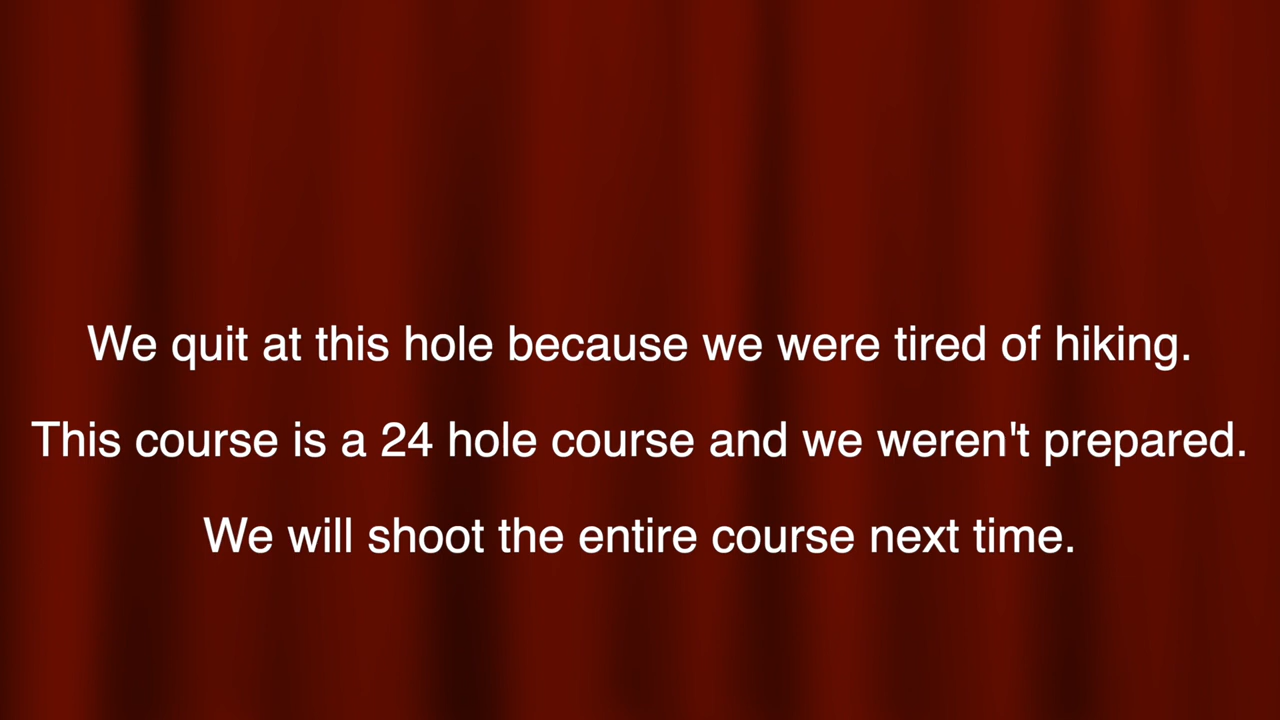 We quit at this hole because we were tired of hiking.
This course is a 24 hole course and we weren't prepared.
We will shoot the entire course next time.